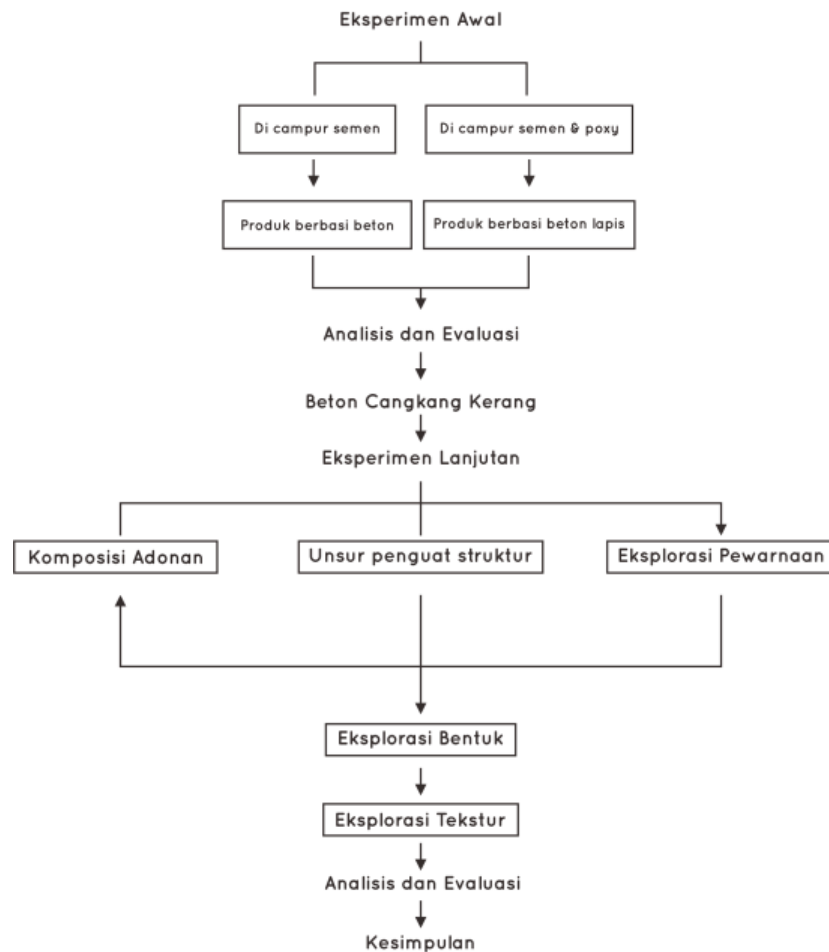 Eksperimen Awal
Di campur semen
Di campur semen & poxy
Produk berbasi beton
Produk berbasi beton lapis
Analisis dan Evaluasi
Beton Cangkang Kerang
Eksperimen Lanjutan
Komposisi Adonan
Unsur penguat struktur
Eksplorasi Pewarnaan
Eksplorasi Bentuk
Eksplorasi Tekstur
Analisis dan Evaluasi
Kesimpulan